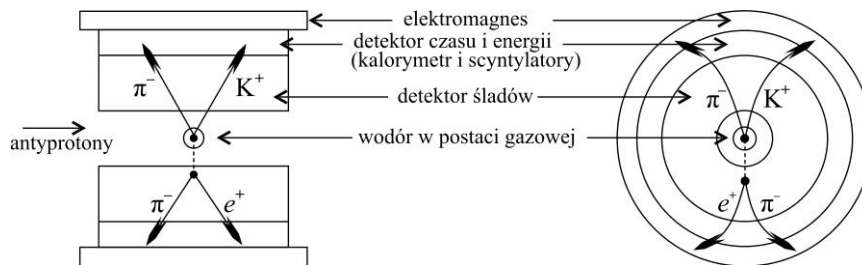 elektromagnes
detektor czasu i energii
(kalorymetr i scyntylatory)
π⁻ K⁺
π⁻ K⁺
detektor śladów
antyprotony
wodór w postaci gazowej
π⁻ e⁺
e⁺ π⁻